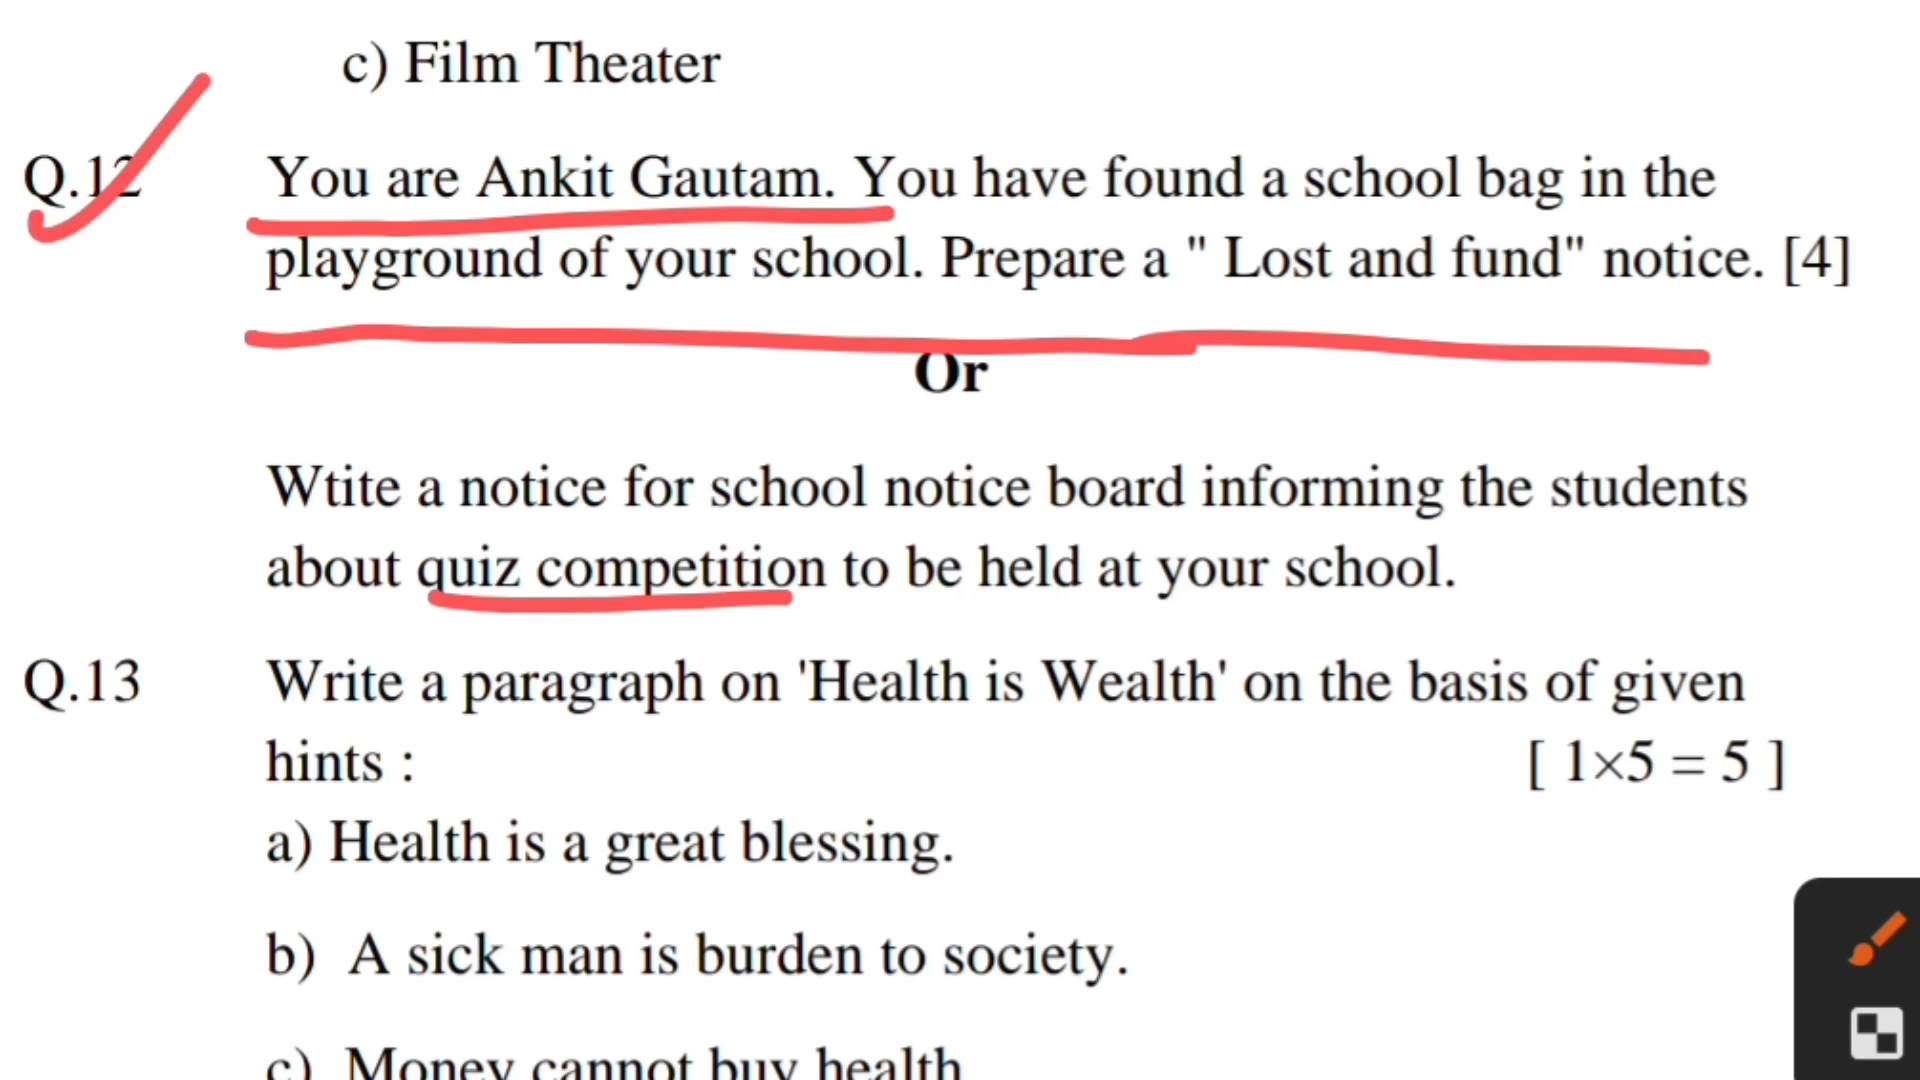 c) Film Theater
Q.12 You are Ankit Gautam. You have found a school bag in the
playground of your school. Prepare a " Lost and fund" notice. [4]
Or
Wtite a notice for school notice board informing the students
about quiz competition to be held at your school.
Q.13 Write a paragraph on 'Health is Wealth' on the basis of given
hints : [ 1×5 = 5 ]
a) Health is a great blessing.
b) A sick man is burden to society.
c) Money cannot buy health